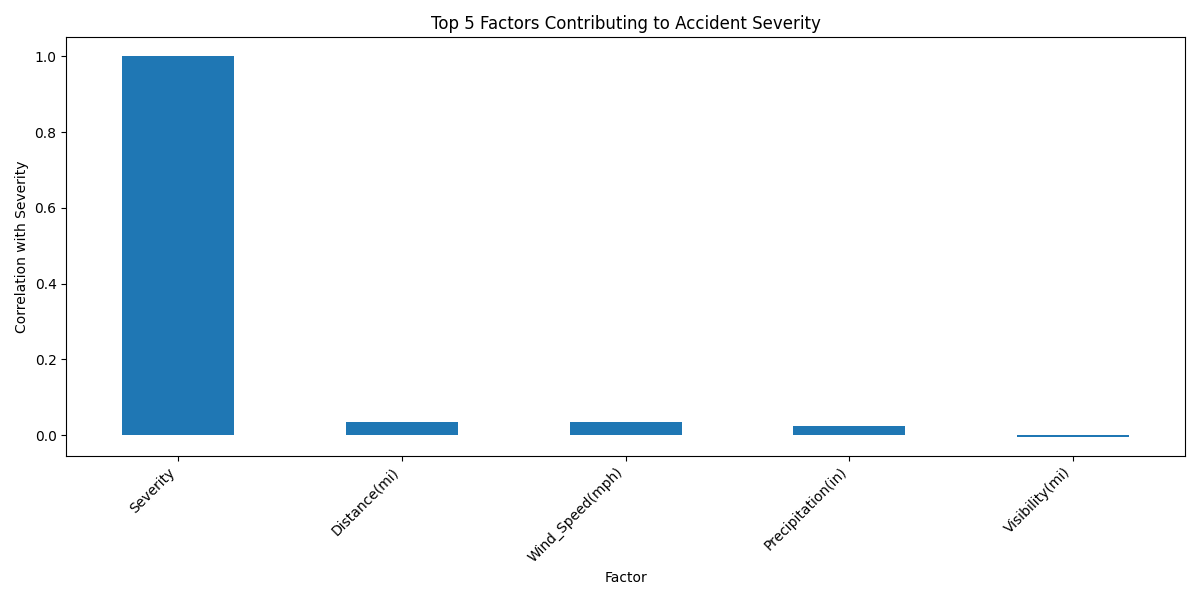 Top 5 Factors Contributing to Accident Severity
Correlation with Severity
1.0
0.8
0.6
0.4
0.2
0.0
Severity
Distance(mi)
Wind_Speed(mph)
Precipitation(in)
Visibility(mi)
Factor